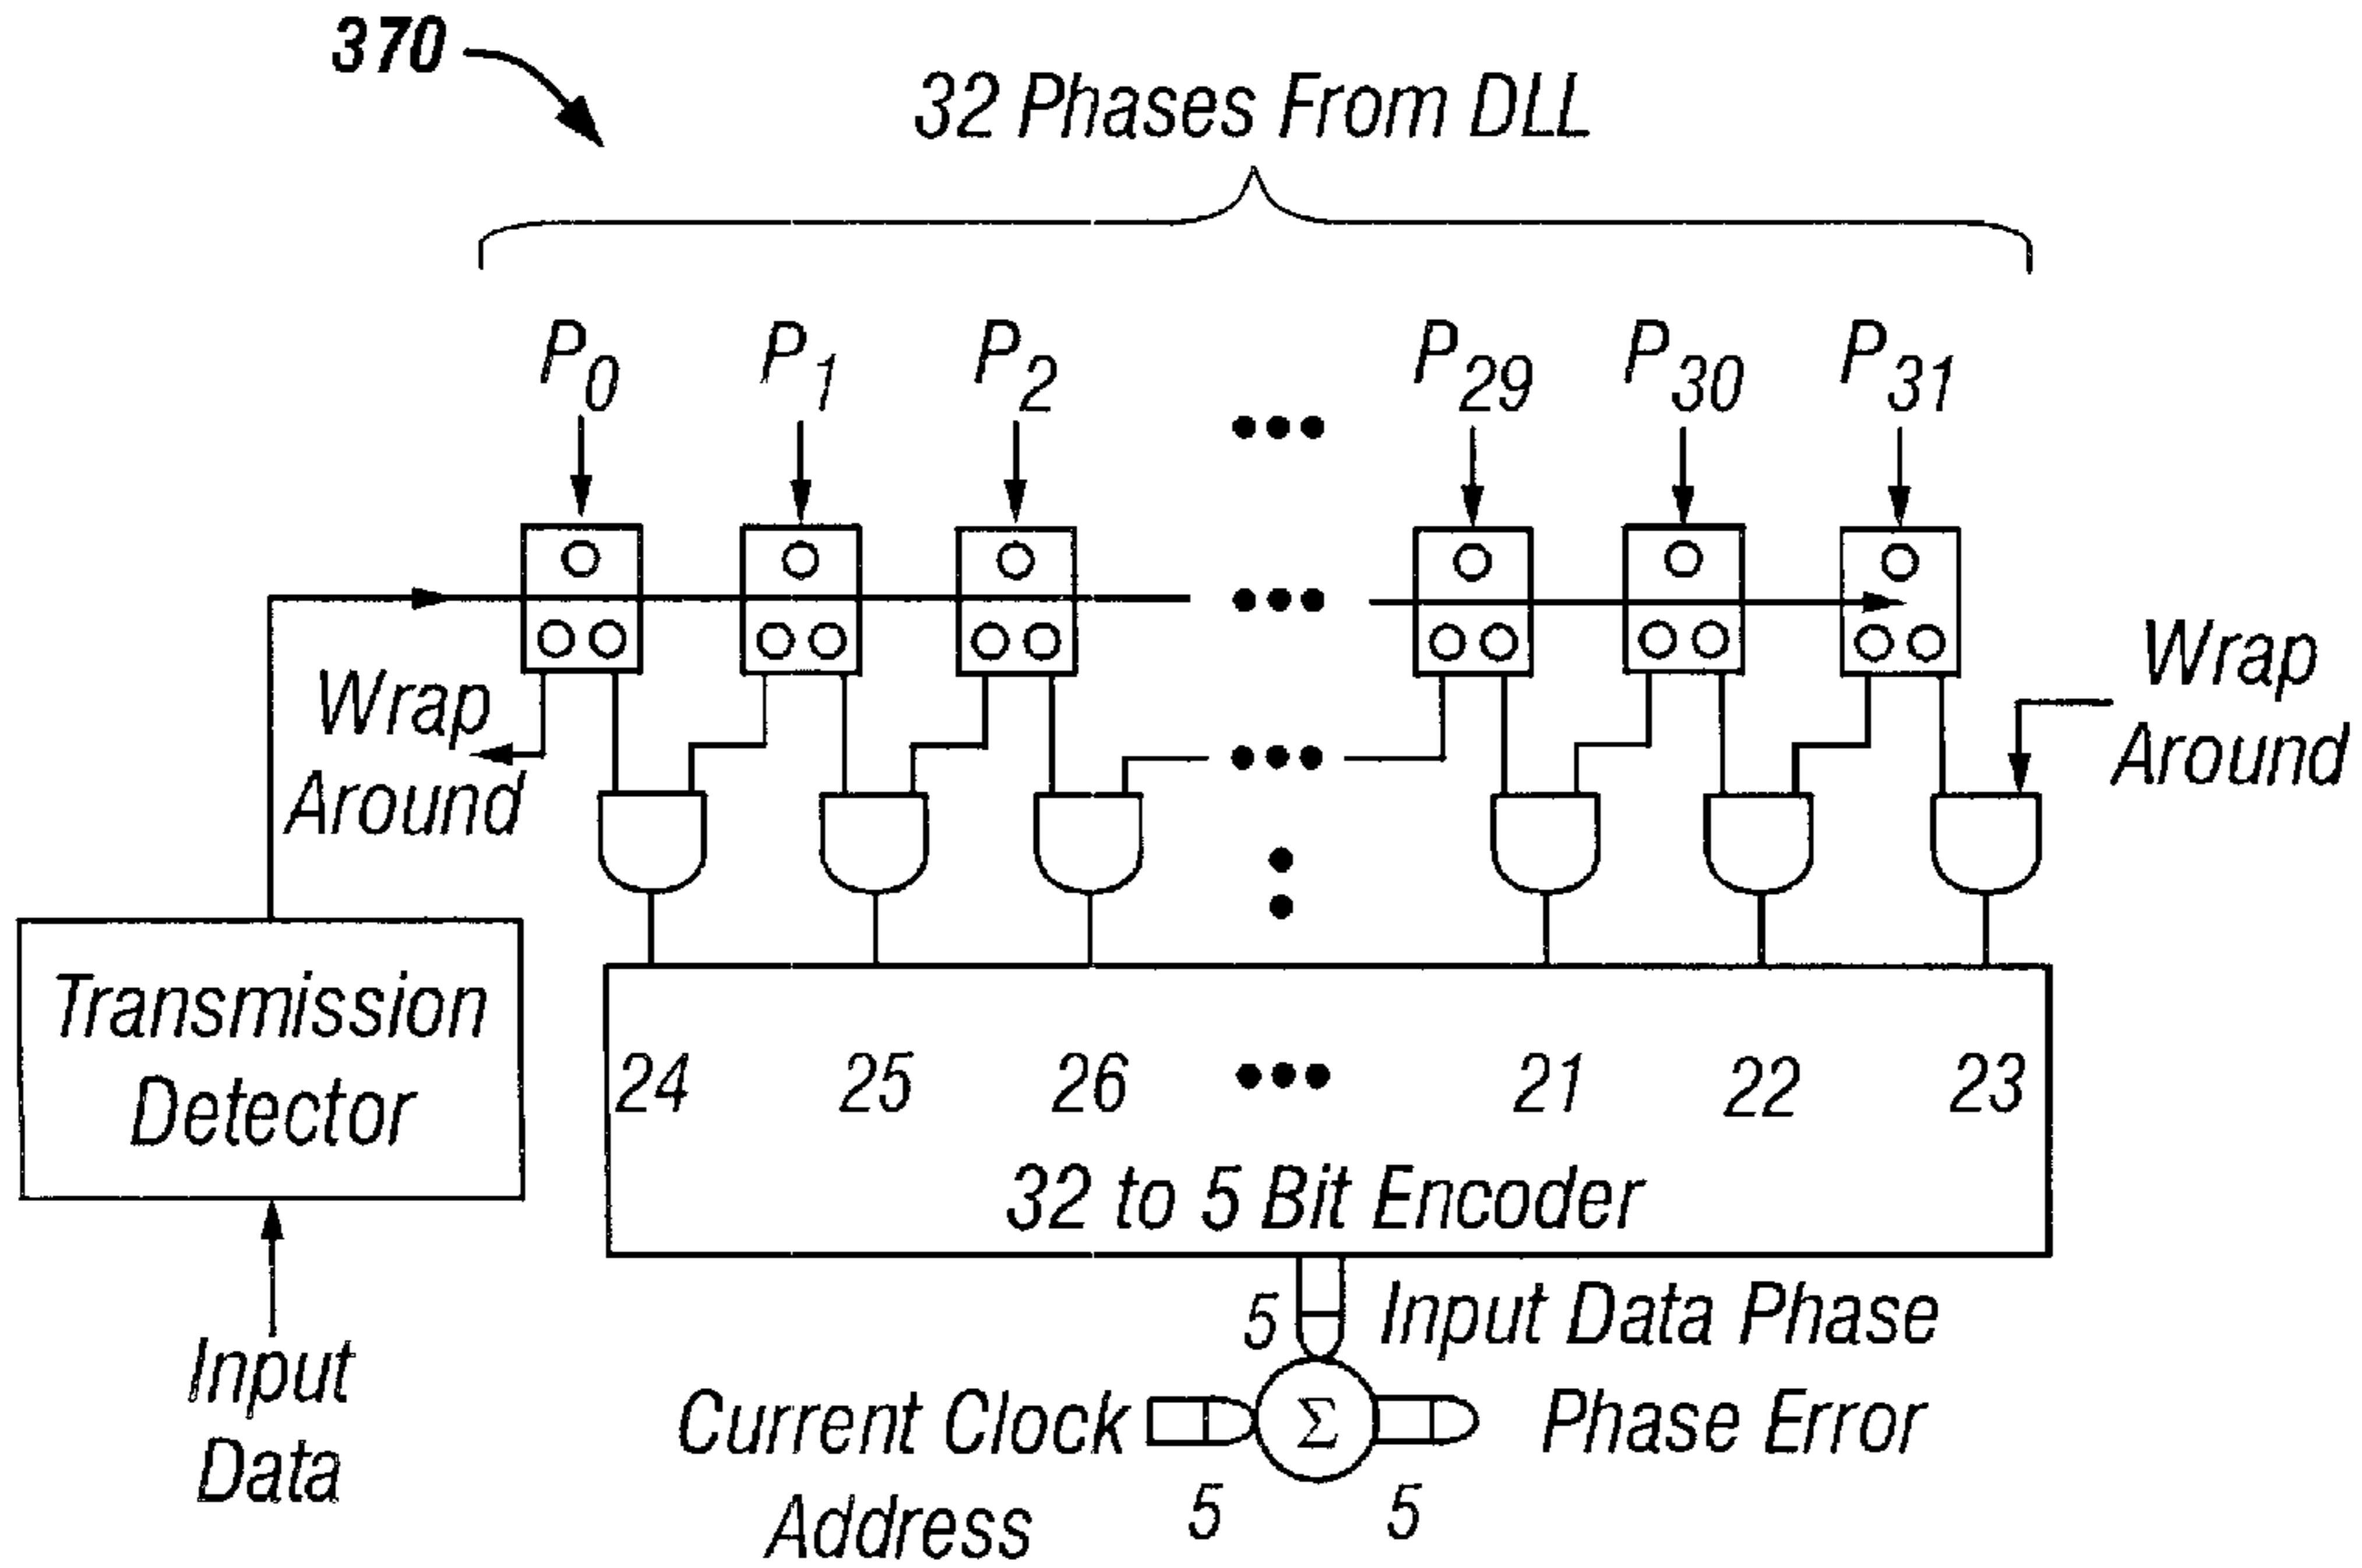 370
32 Phases From DLL
P0 P1 P2 ••• P29 P30 P31
•••
Wrap Around
Wrap Around
•••
24 25 26 ••• 21 22 23
32 to 5 Bit Encoder
Transmission
Detector
Input
Data
5 Input Data Phase
Current Clock
Address
Σ
Phase Error
5
5